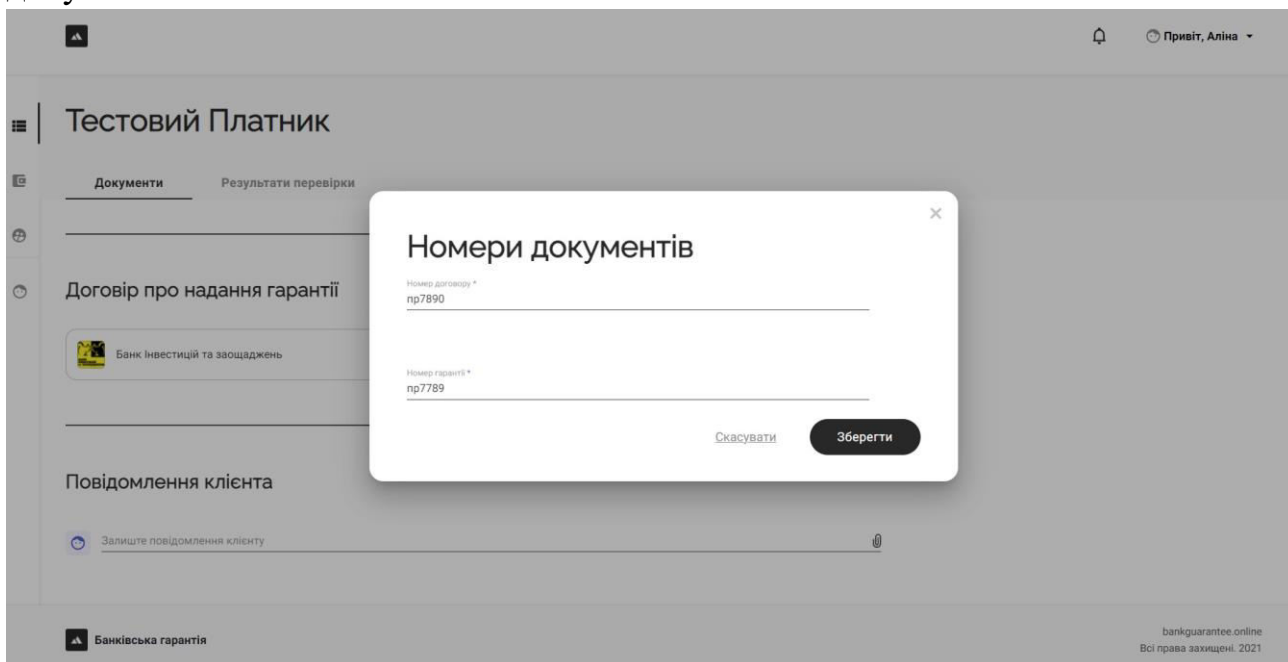 Привіт, Аліна
Тестовий Платник
Документи
Результати перевірки
Номери документів
Номер договору *
пр7890
Номер гарантії *
пр7789
Скасувати
Зберегти
Договір про надання гарантії
Банк Інвестицій та заощаджень
Повідомлення клієнта
Залиште повідомлення клієнту
Банківська гарантія
bankguarantee.online
Всі права захищені. 2021